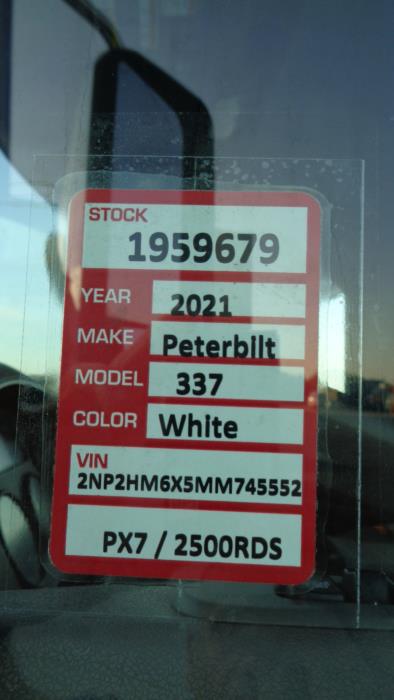 STOCK
1959679
YEAR 2021
MAKE Peterbilt
MODEL 337
COLOR White
VIN
2NP2HM6X5MM745552
PX7 / 2500RDS